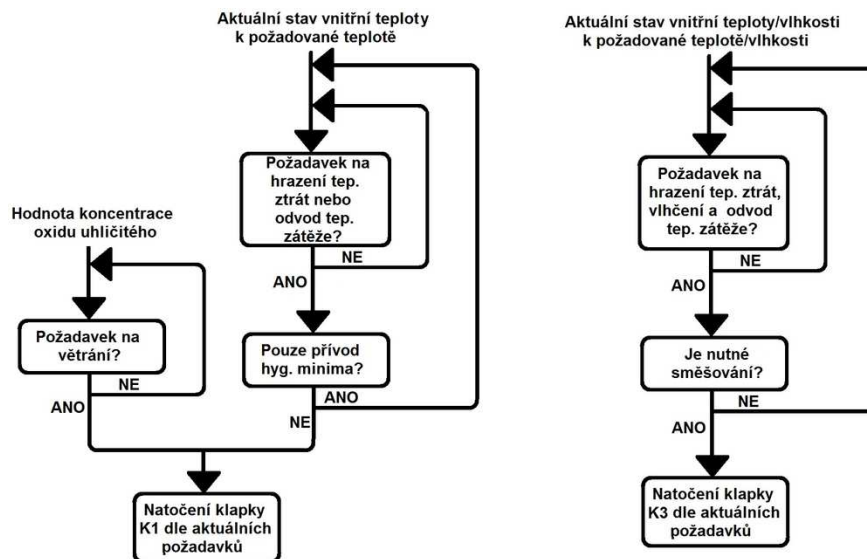 Aktuální stav vnitřní teploty
k požadované teplotě
Požadavek na
hrazení tep.
ztrát nebo
odvod tep.
zátěže?
NE
ANO
Hodnota koncentrace
oxidu uhličitého
Požadavek na
větrání?
NE
ANO
Pouze přívod
hyg. minima?
ANO
NE
Natočení klapky
K1 dle aktuálních
požadavků
Aktuální stav vnitřní teploty/vlhkosti
k požadované teplotě/vlhkosti
Požadavek na
hrazení tep. ztrát,
vlhčení a odvod
tep. zátěže?
NE
ANO
Je nutné
směšování?
NE
ANO
Natočení klapky
K3 dle aktuálních
požadavků